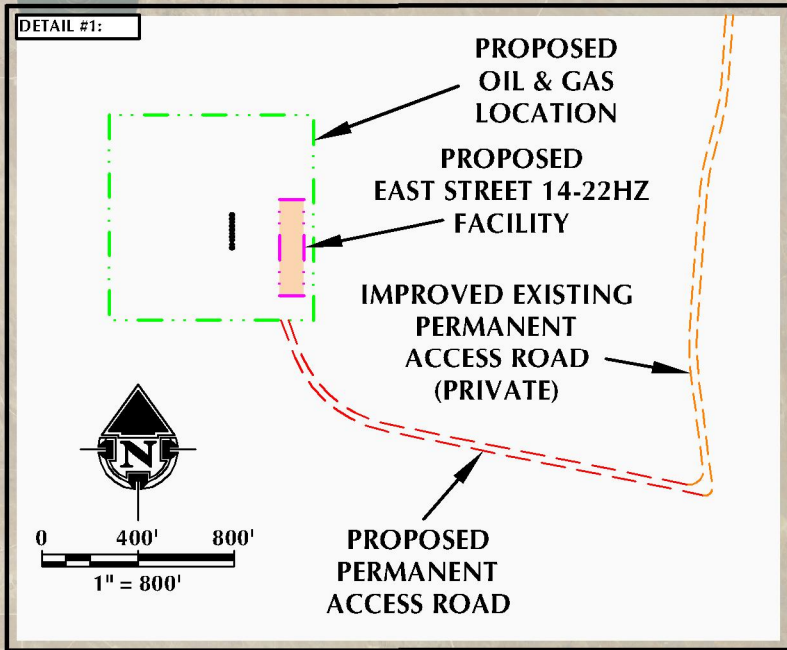 DETAIL #1:
PROPOSED
OIL & GAS
LOCATION
PROPOSED
EAST STREET 14-22HZ
FACILITY
IMPROVED EXISTING
PERMANENT
ACCESS ROAD
(PRIVATE)
N
0 400' 800'
1" = 800'
PROPOSED
PERMANENT
ACCESS ROAD